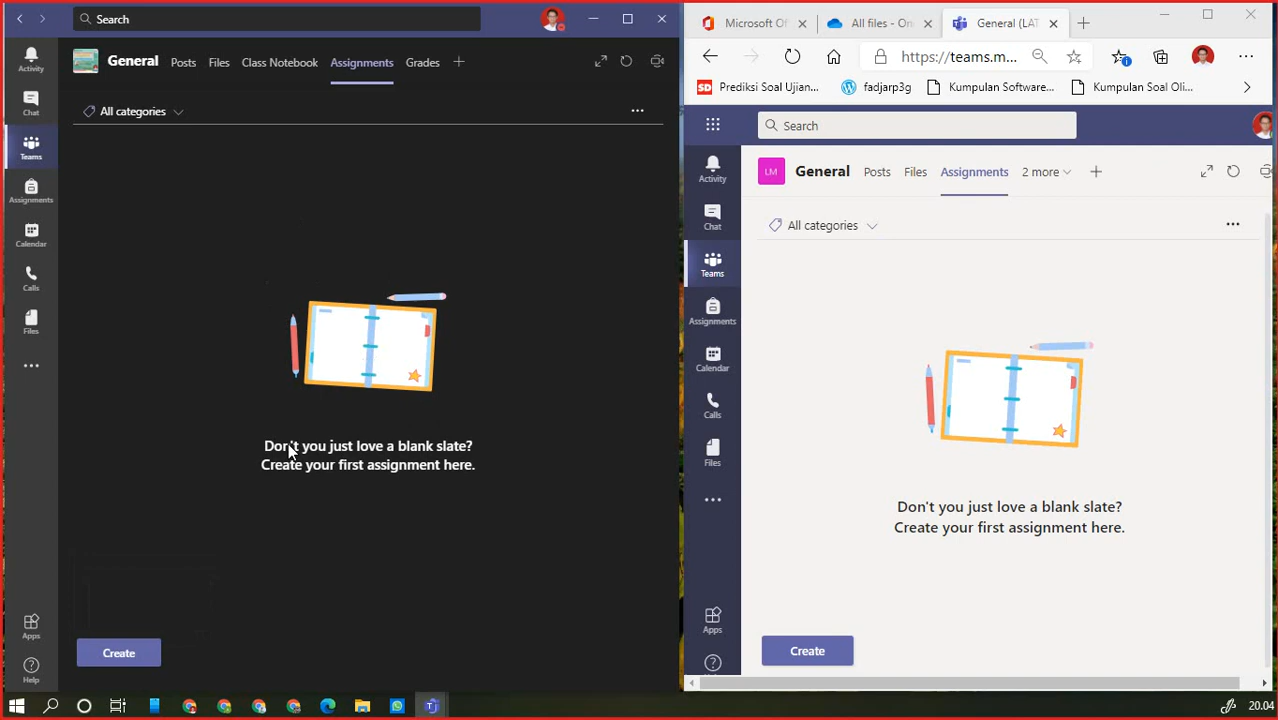 Search
General Posts Files Class Notebook Assignments Grades
All categories
Activity
Chat
Teams
Assignments
Calendar
Calls
Files
Don't you just love a blank slate?
Create your first assignment here.
Apps
Create
Help
Microsoft Of
All files - On
General (LAT
https://teams.m...
SD Prediksi Soal Ujian...
fadjarp3g
Kumpulan Software...
Kumpulan Soal Oli...
Search
LM General Posts Files Assignments 2 more
All categories
Activity
Chat
Teams
Assignments
Calendar
Calls
Files
Don't you just love a blank slate?
Create your first assignment here.
Apps
Create
20.04